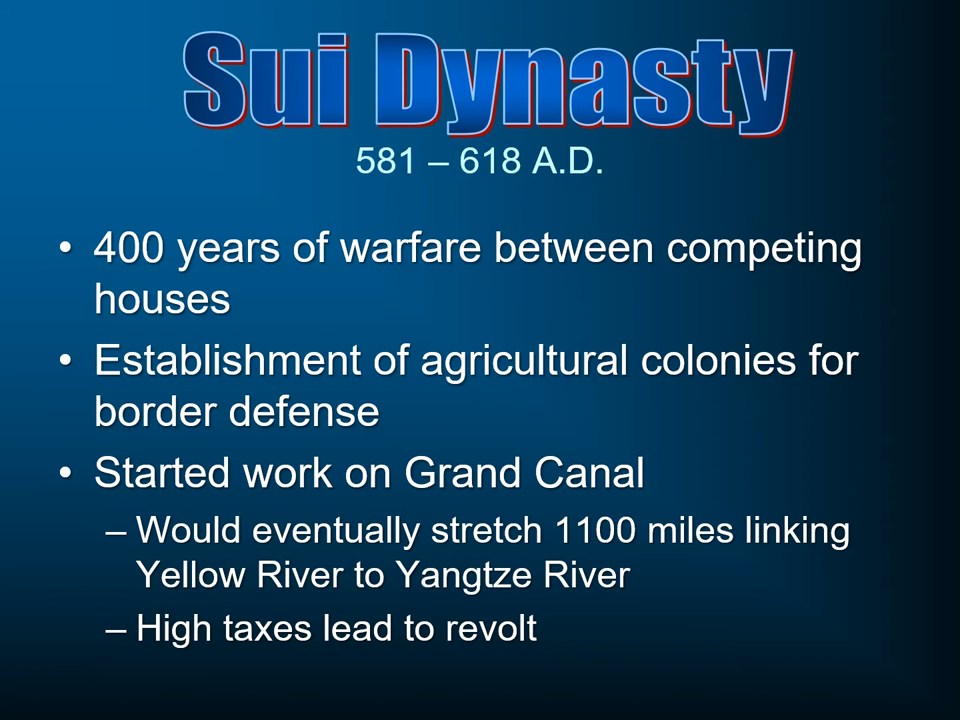 Sui Dynasty
581 – 618 A.D.
• 400 years of warfare between competing
houses
• Establishment of agricultural colonies for
border defense
• Started work on Grand Canal
– Would eventually stretch 1100 miles linking
Yellow River to Yangtze River
– High taxes lead to revolt